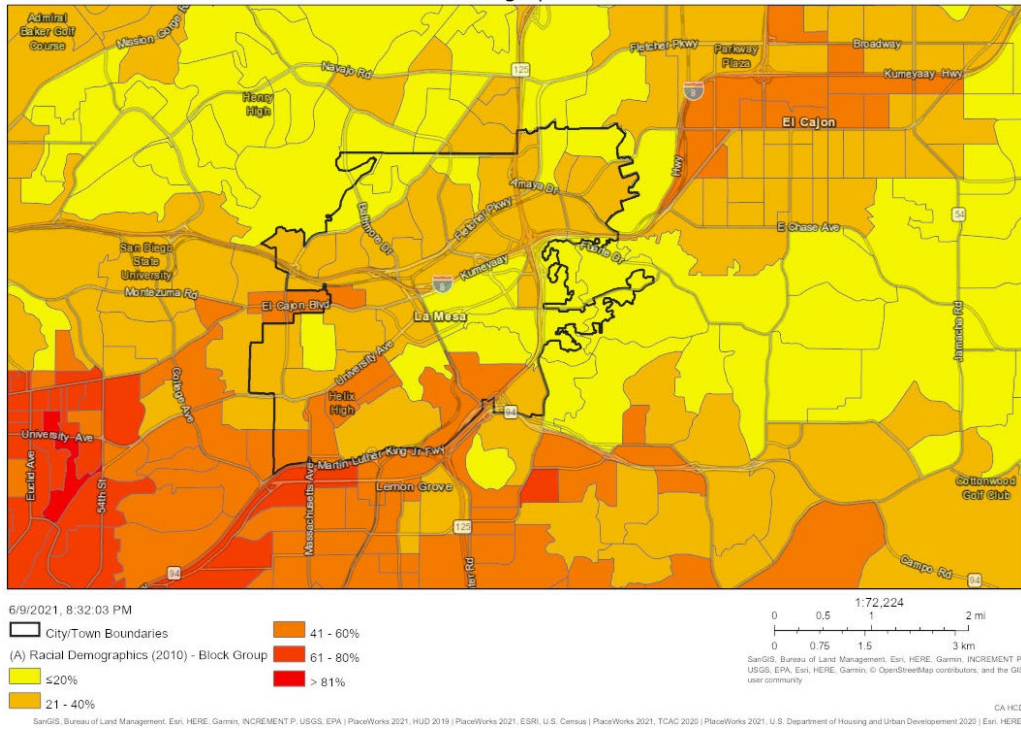 Admiral
Baker Golf
Course
Mission Gorge Rd
Navajo Rd
Henry
High
125
Fletcher Pkwy
Parkway
Plaza
Broadway
Kumeyaay Hwy
8
El Cajon
Hwy
Amaya Dr
Baltimore Dr
Fletcher Pkwy
54
E Chase Ave
San Diego
State
University
Fuerte Dr
Kumeyaay
8
Montezuma Rd
El Cajon Blvd
La Mesa
Jamacha Rd
University Ave
College Ave
Helix
High
94
University Ave
Euclid Ave
54th St
Massachusetts Ave
Martin Luther King Jr Fwy
Lemon Grove
Cottonwood
Golf Club
125
ter Rd
94
Campo Rd
94
6/9/2021, 8:32:03 PM
City/Town Boundaries
(A) Racial Demographics (2010) - Block Group
≤20%
21 - 40%
41 - 60%
61 - 80%
> 81%
1:72,224
0 0.5 1 2 mi
0 0.75 1.5 3 km
SanGIS, Bureau of Land Management, Esri, HERE, Garmin, INCREMENT P,
USGS, EPA, Esri, HERE, Garmin, © OpenStreetMap contributors, and the GIS
user community
CA HCD
SanGIS, Bureau of Land Management, Esri, HERE, Garmin, INCREMENT P, USGS, EPA | PlaceWorks 2021, HUD 2019 | PlaceWorks 2021, ESRI, U.S. Census | PlaceWorks 2021, TCAC 2020 | PlaceWorks 2021, U.S. Department of Housing and Urban Developement 2020 | Esri, HERE